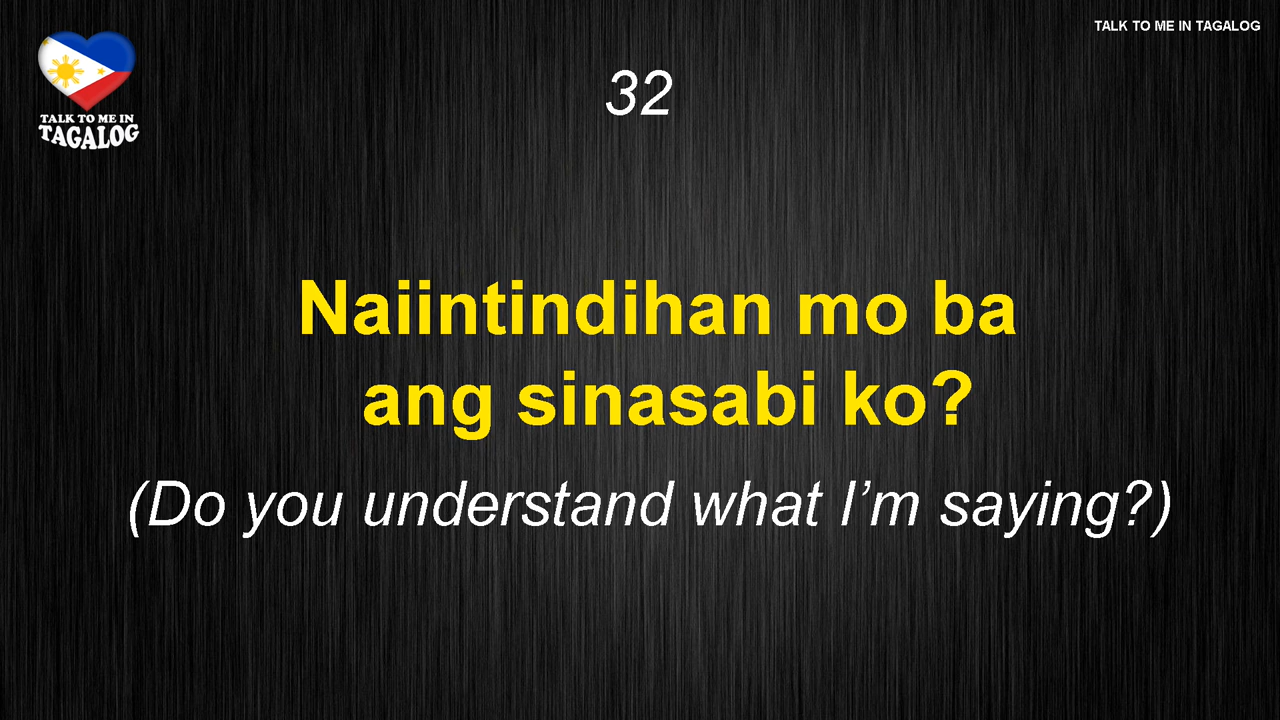 TALK TO ME IN TAGALOG
TALK TO ME IN
TAGALOG
32
Naiintindihan mo ba
ang sinasabi ko?
(Do you understand what I’m saying?)